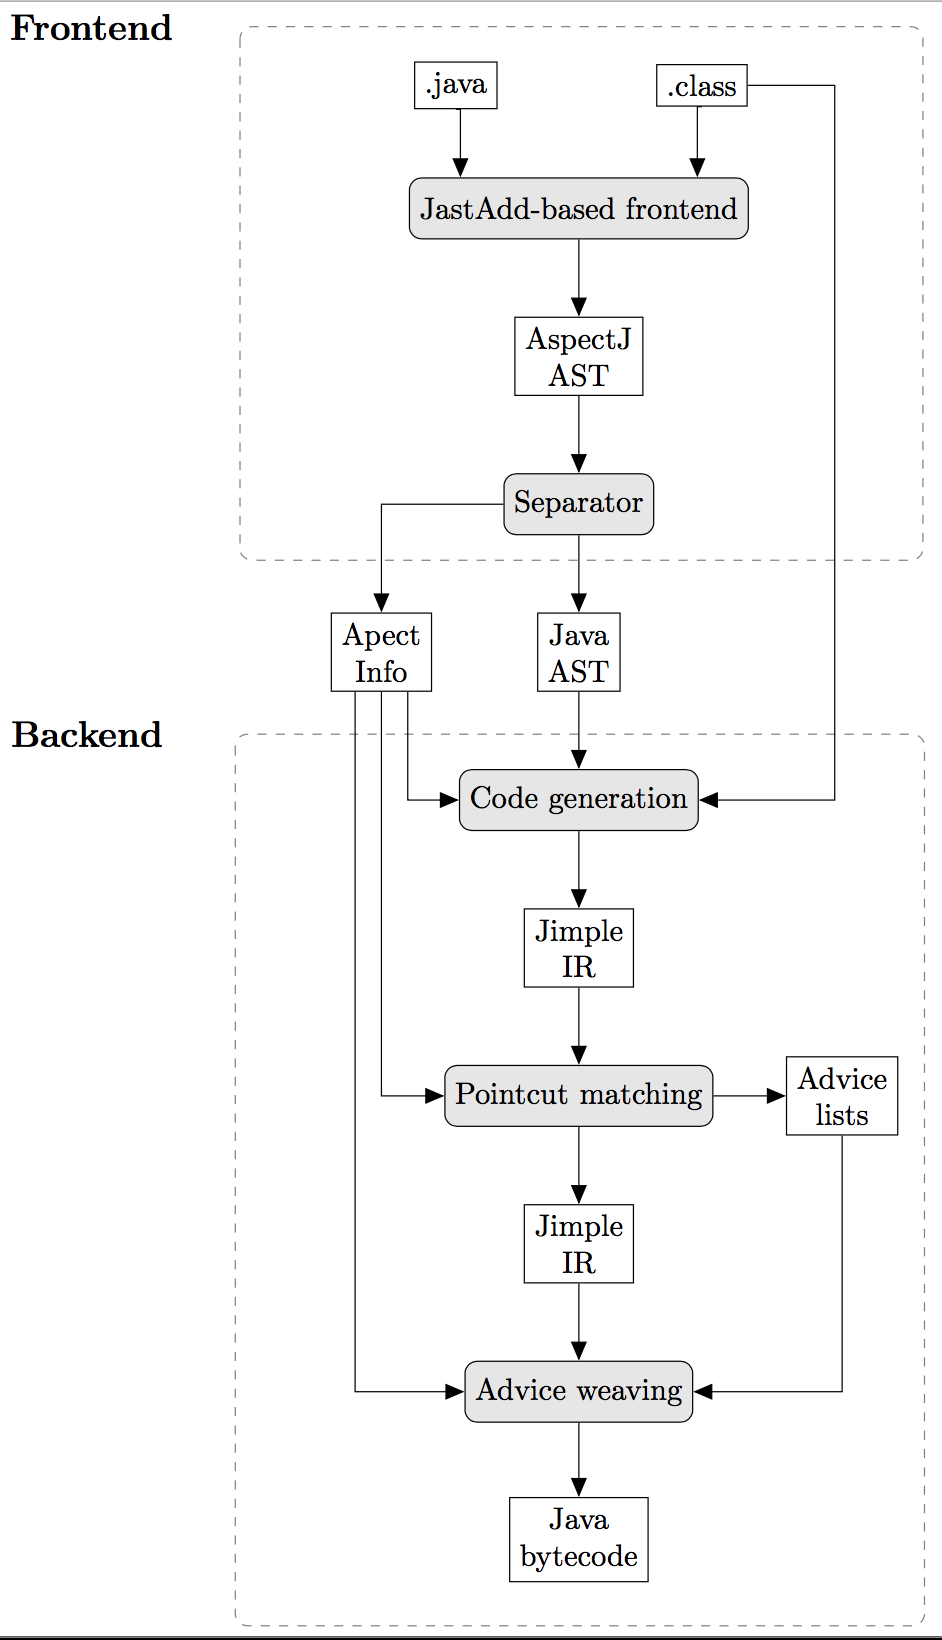 Frontend
.java
.class
JastAdd-based frontend
AspectJ
AST
Separator
Apect
Info
Java
AST
Backend
Code generation
Jimple
IR
Pointcut matching
Advice
lists
Jimple
IR
Advice weaving
Java
bytecode